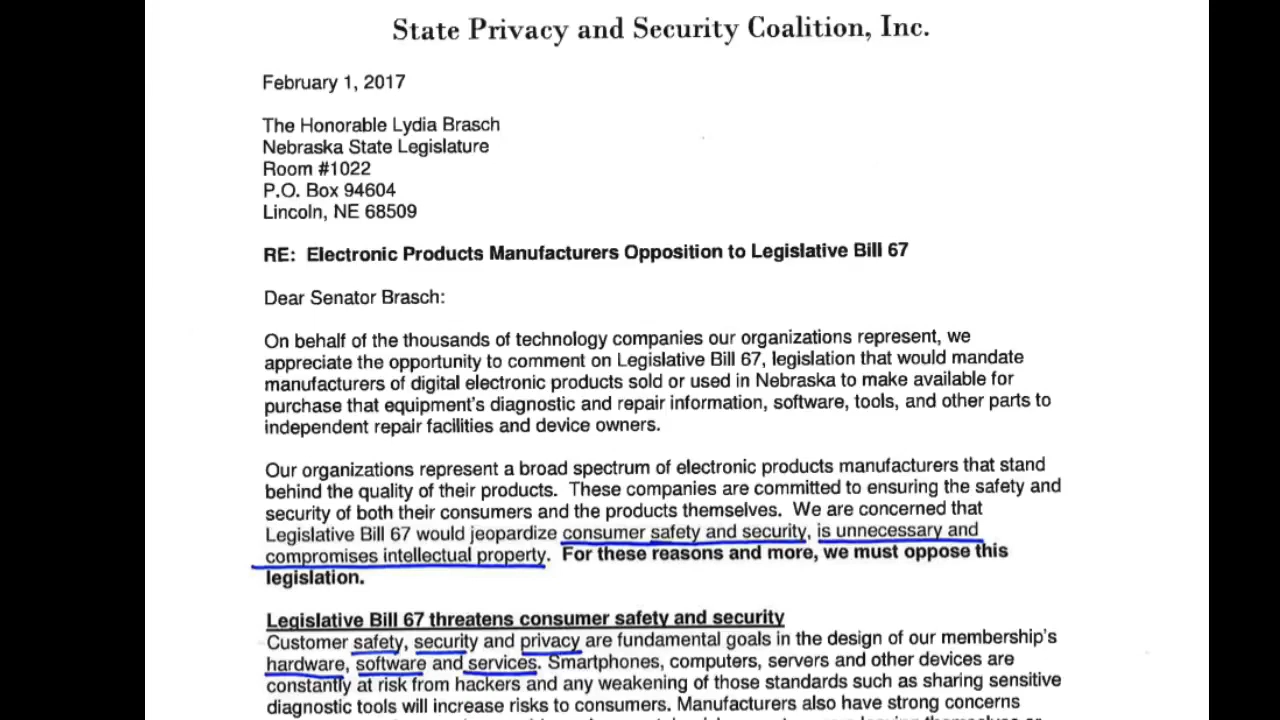 State Privacy and Security Coalition, Inc.
February 1, 2017
The Honorable Lydia Brasch
Nebraska State Legislature
Room #1022
P.O. Box 94604
Lincoln, NE 68509
RE: Electronic Products Manufacturers Opposition to Legislative Bill 67
Dear Senator Brasch:
On behalf of the thousands of technology companies our organizations represent, we
appreciate the opportunity to comment on Legislative Bill 67, legislation that would mandate
manufacturers of digital electronic products sold or used in Nebraska to make available for
purchase that equipment's diagnostic and repair information, software, tools, and other parts to
independent repair facilities and device owners.
Our organizations represent a broad spectrum of electronic products manufacturers that stand
behind the quality of their products. These companies are committed to ensuring the safety and
security of both their consumers and the products themselves. We are concerned that
Legislative Bill 67 would jeopardize consumer safety and security, is unnecessary and
compromises intellectual property. For these reasons and more, we must oppose this
legislation.
Legislative Bill 67 threatens consumer safety and security
Customer safety, security and privacy are fundamental goals in the design of our membership's
hardware, software and services. Smartphones, computers, servers and other devices are
constantly at risk from hackers and any weakening of those standards such as sharing sensitive
diagnostic tools will increase risks to consumers. Manufacturers also have strong concerns